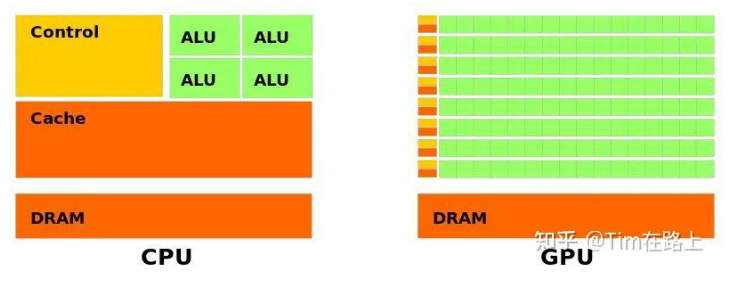 Control
ALU ALU
ALU ALU
Cache
DRAM
CPU
DRAM
知乎 @Tim在路上
GPU